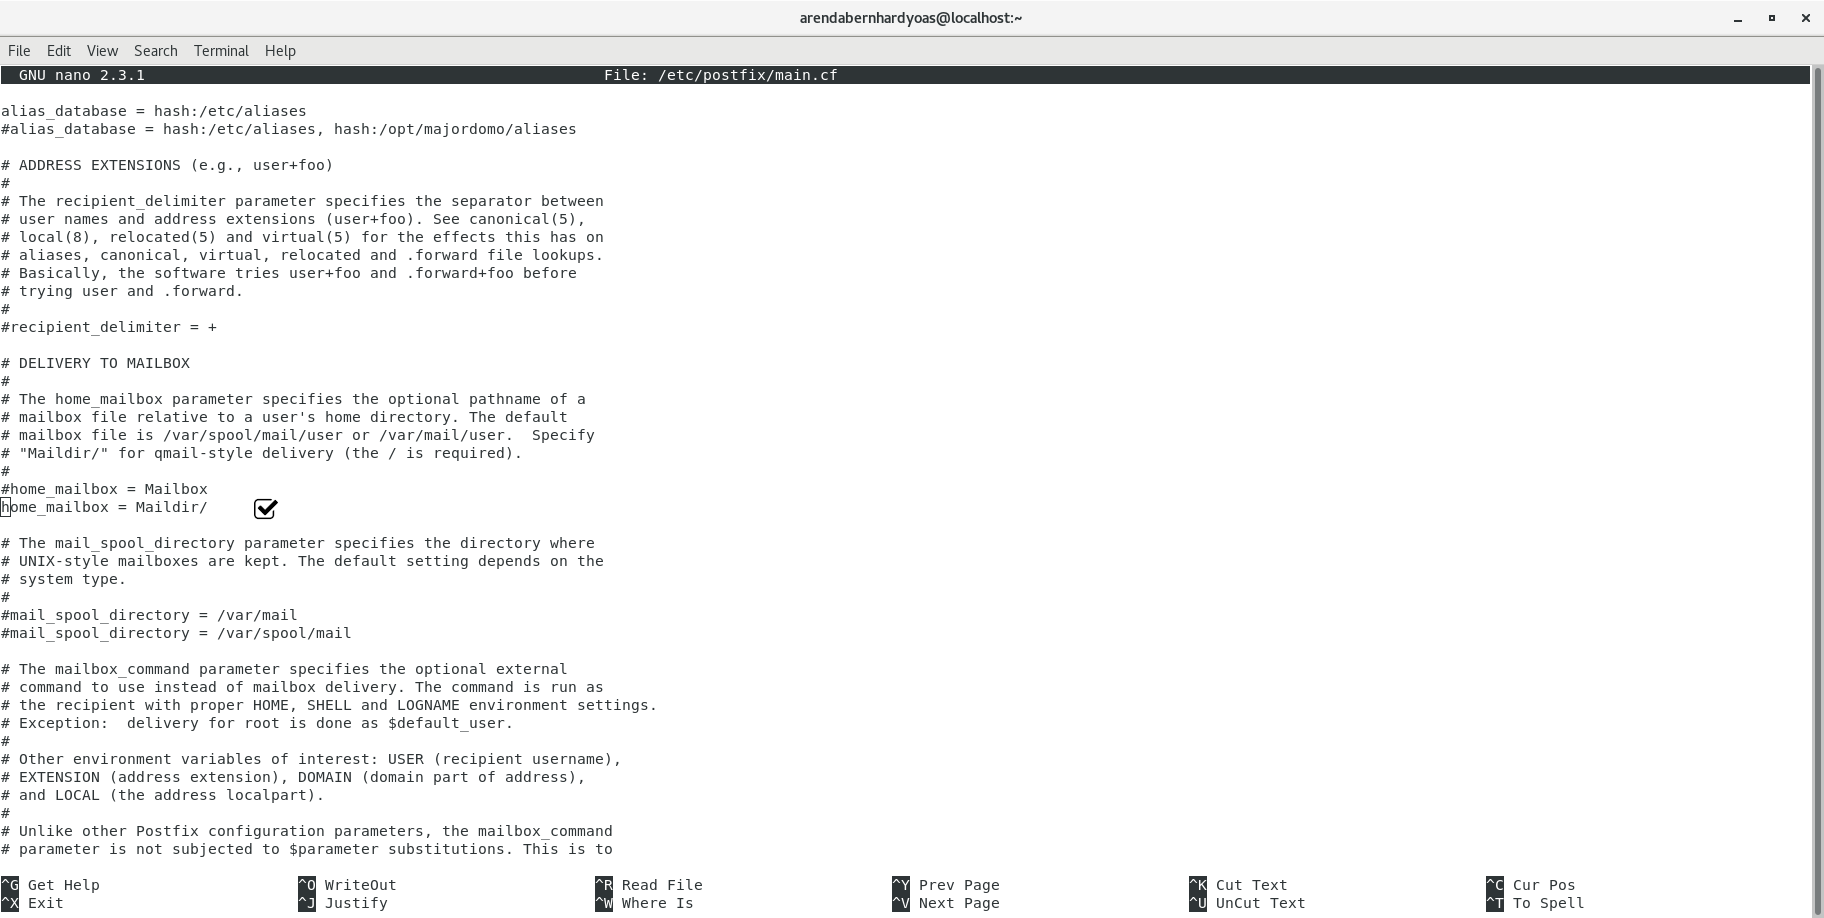 arendabernhardyoas@localhost:~
File Edit View Search Terminal Help
GNU nano 2.3.1 File: /etc/postfix/main.cf
alias_database = hash:/etc/aliases
#alias_database = hash:/etc/aliases, hash:/opt/majordomo/aliases
# ADDRESS EXTENSIONS (e.g., user+foo)
#
# The recipient_delimiter parameter specifies the separator between
# user names and address extensions (user+foo). See canonical(5),
# local(8), relocated(5) and virtual(5) for the effects this has on
# aliases, canonical, virtual, relocated and .forward file lookups.
# Basically, the software tries user+foo and .forward+foo before
# trying user and .forward.
#
#recipient_delimiter = +
# DELIVERY TO MAILBOX
#
# The home_mailbox parameter specifies the optional pathname of a
# mailbox file relative to a user's home directory. The default
# mailbox file is /var/spool/mail/user or /var/mail/user.  Specify
# "Maildir/" for qmail-style delivery (the / is required).
#
#home_mailbox = Mailbox
home_mailbox = Maildir/
# The mail_spool_directory parameter specifies the directory where
# UNIX-style mailboxes are kept. The default setting depends on the
# system type.
#
#mail_spool_directory = /var/mail
#mail_spool_directory = /var/spool/mail
# The mailbox_command parameter specifies the optional external
# command to use instead of mailbox delivery. The command is run as
# the recipient with proper HOME, SHELL and LOGNAME environment settings.
# Exception:  delivery for root is done as $default_user.
#
# Other environment variables of interest: USER (recipient username),
# EXTENSION (address extension), DOMAIN (domain part of address),
# and LOCAL (the address localpart).
#
# Unlike other Postfix configuration parameters, the mailbox_command
# parameter is not subjected to $parameter substitutions. This is to
^G Get Help ^O WriteOut ^R Read File ^Y Prev Page ^K Cut Text ^C Cur Pos
^X Exit ^J Justify ^W Where Is ^V Next Page ^U UnCut Text ^T To Spell